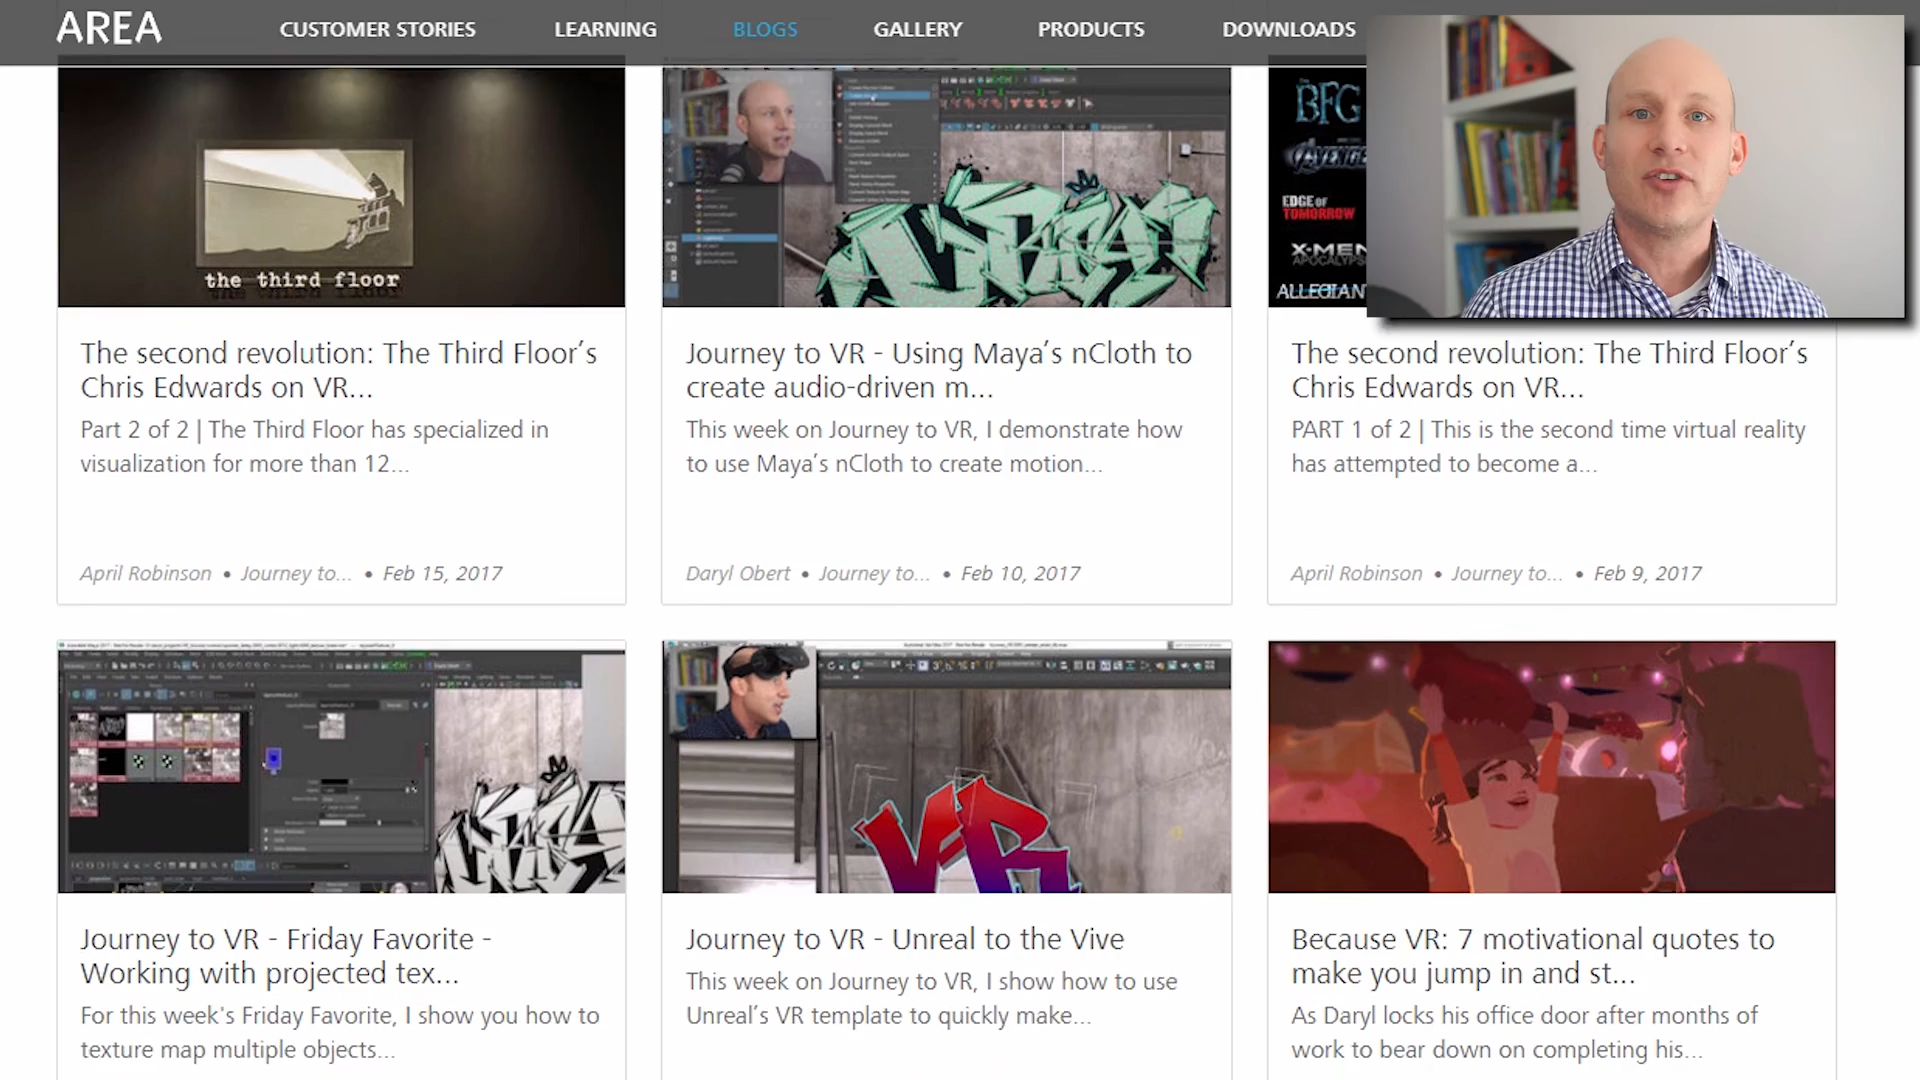 AREA
CUSTOMER STORIES
LEARNING
BLOGS
GALLERY
PRODUCTS
DOWNLOADS
the third floor
BFG
AVENGE
EDGE OF
TOMORROW
X-MEN
APOCALYPS
ALLEGIAN
The second revolution: The Third Floor’s
Chris Edwards on VR...
Part 2 of 2 | The Third Floor has specialized in
visualization for more than 12...
April Robinson • Journey to... • Feb 15, 2017
Journey to VR - Using Maya’s nCloth to
create audio-driven m...
This week on Journey to VR, I demonstrate how
to use Maya’s nCloth to create motion...
Daryl Obert • Journey to... • Feb 10, 2017
The second revolution: The Third Floor’s
Chris Edwards on VR...
PART 1 of 2 | This is the second time virtual reality
has attempted to become a...
April Robinson • Journey to... • Feb 9, 2017
VR
Journey to VR - Friday Favorite -
Working with projected tex...
For this week's Friday Favorite, I show you how to
texture map multiple objects...
Journey to VR - Unreal to the Vive
This week on Journey to VR, I show how to use
Unreal’s VR template to quickly make...
Because VR: 7 motivational quotes to
make you jump in and st...
As Daryl locks his office door after months of
work to bear down on completing his...